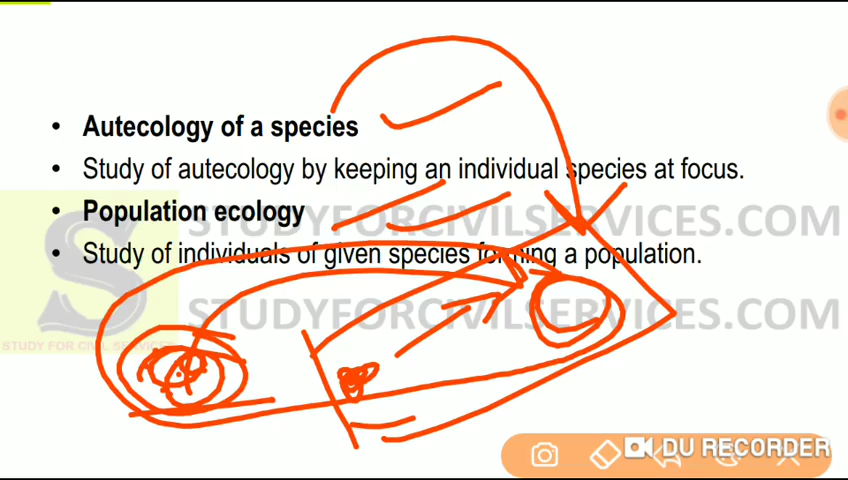 Autecology of a species
Study of autecology by keeping an individual species at focus.
Population ecology
STUDYFORCIVILSERVICES.COM
Study of individuals of given species forming a population.
STUDYFORCIVILSERVICES.COM
S
STUDY FOR CIVIL SERVICES
DU RECORDER